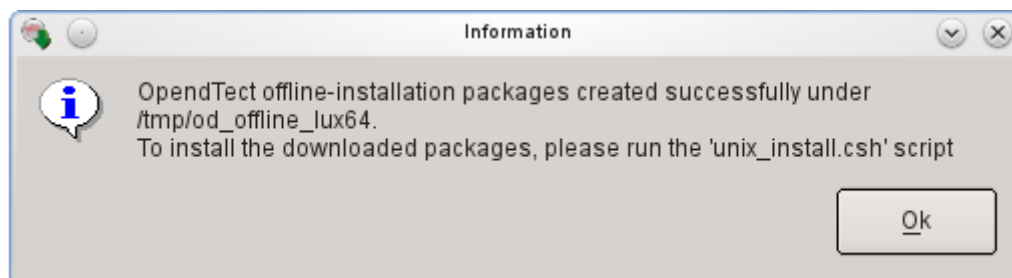 Information
OpendTect offline-installation packages created successfully under
/tmp/od_offline_lux64.
To install the downloaded packages, please run the 'unix_install.csh' script
Ok